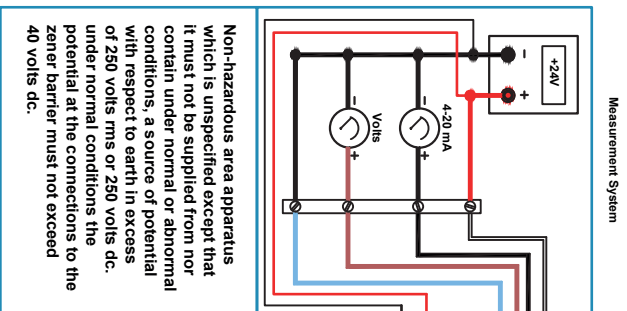 Measurement System
+24V
-
+
4-20 mA
-
+
Volts
-
+
Non-hazardous area apparatus
which is unspecified except that
it must not be supplied from nor
contain under normal or abnormal
conditions, a source of potential
with respect to earth in excess
of 250 volts rms or 250 volts dc.
under normal conditions the
potential at the connections to the
zener barrier must not exceed
40 volts dc.